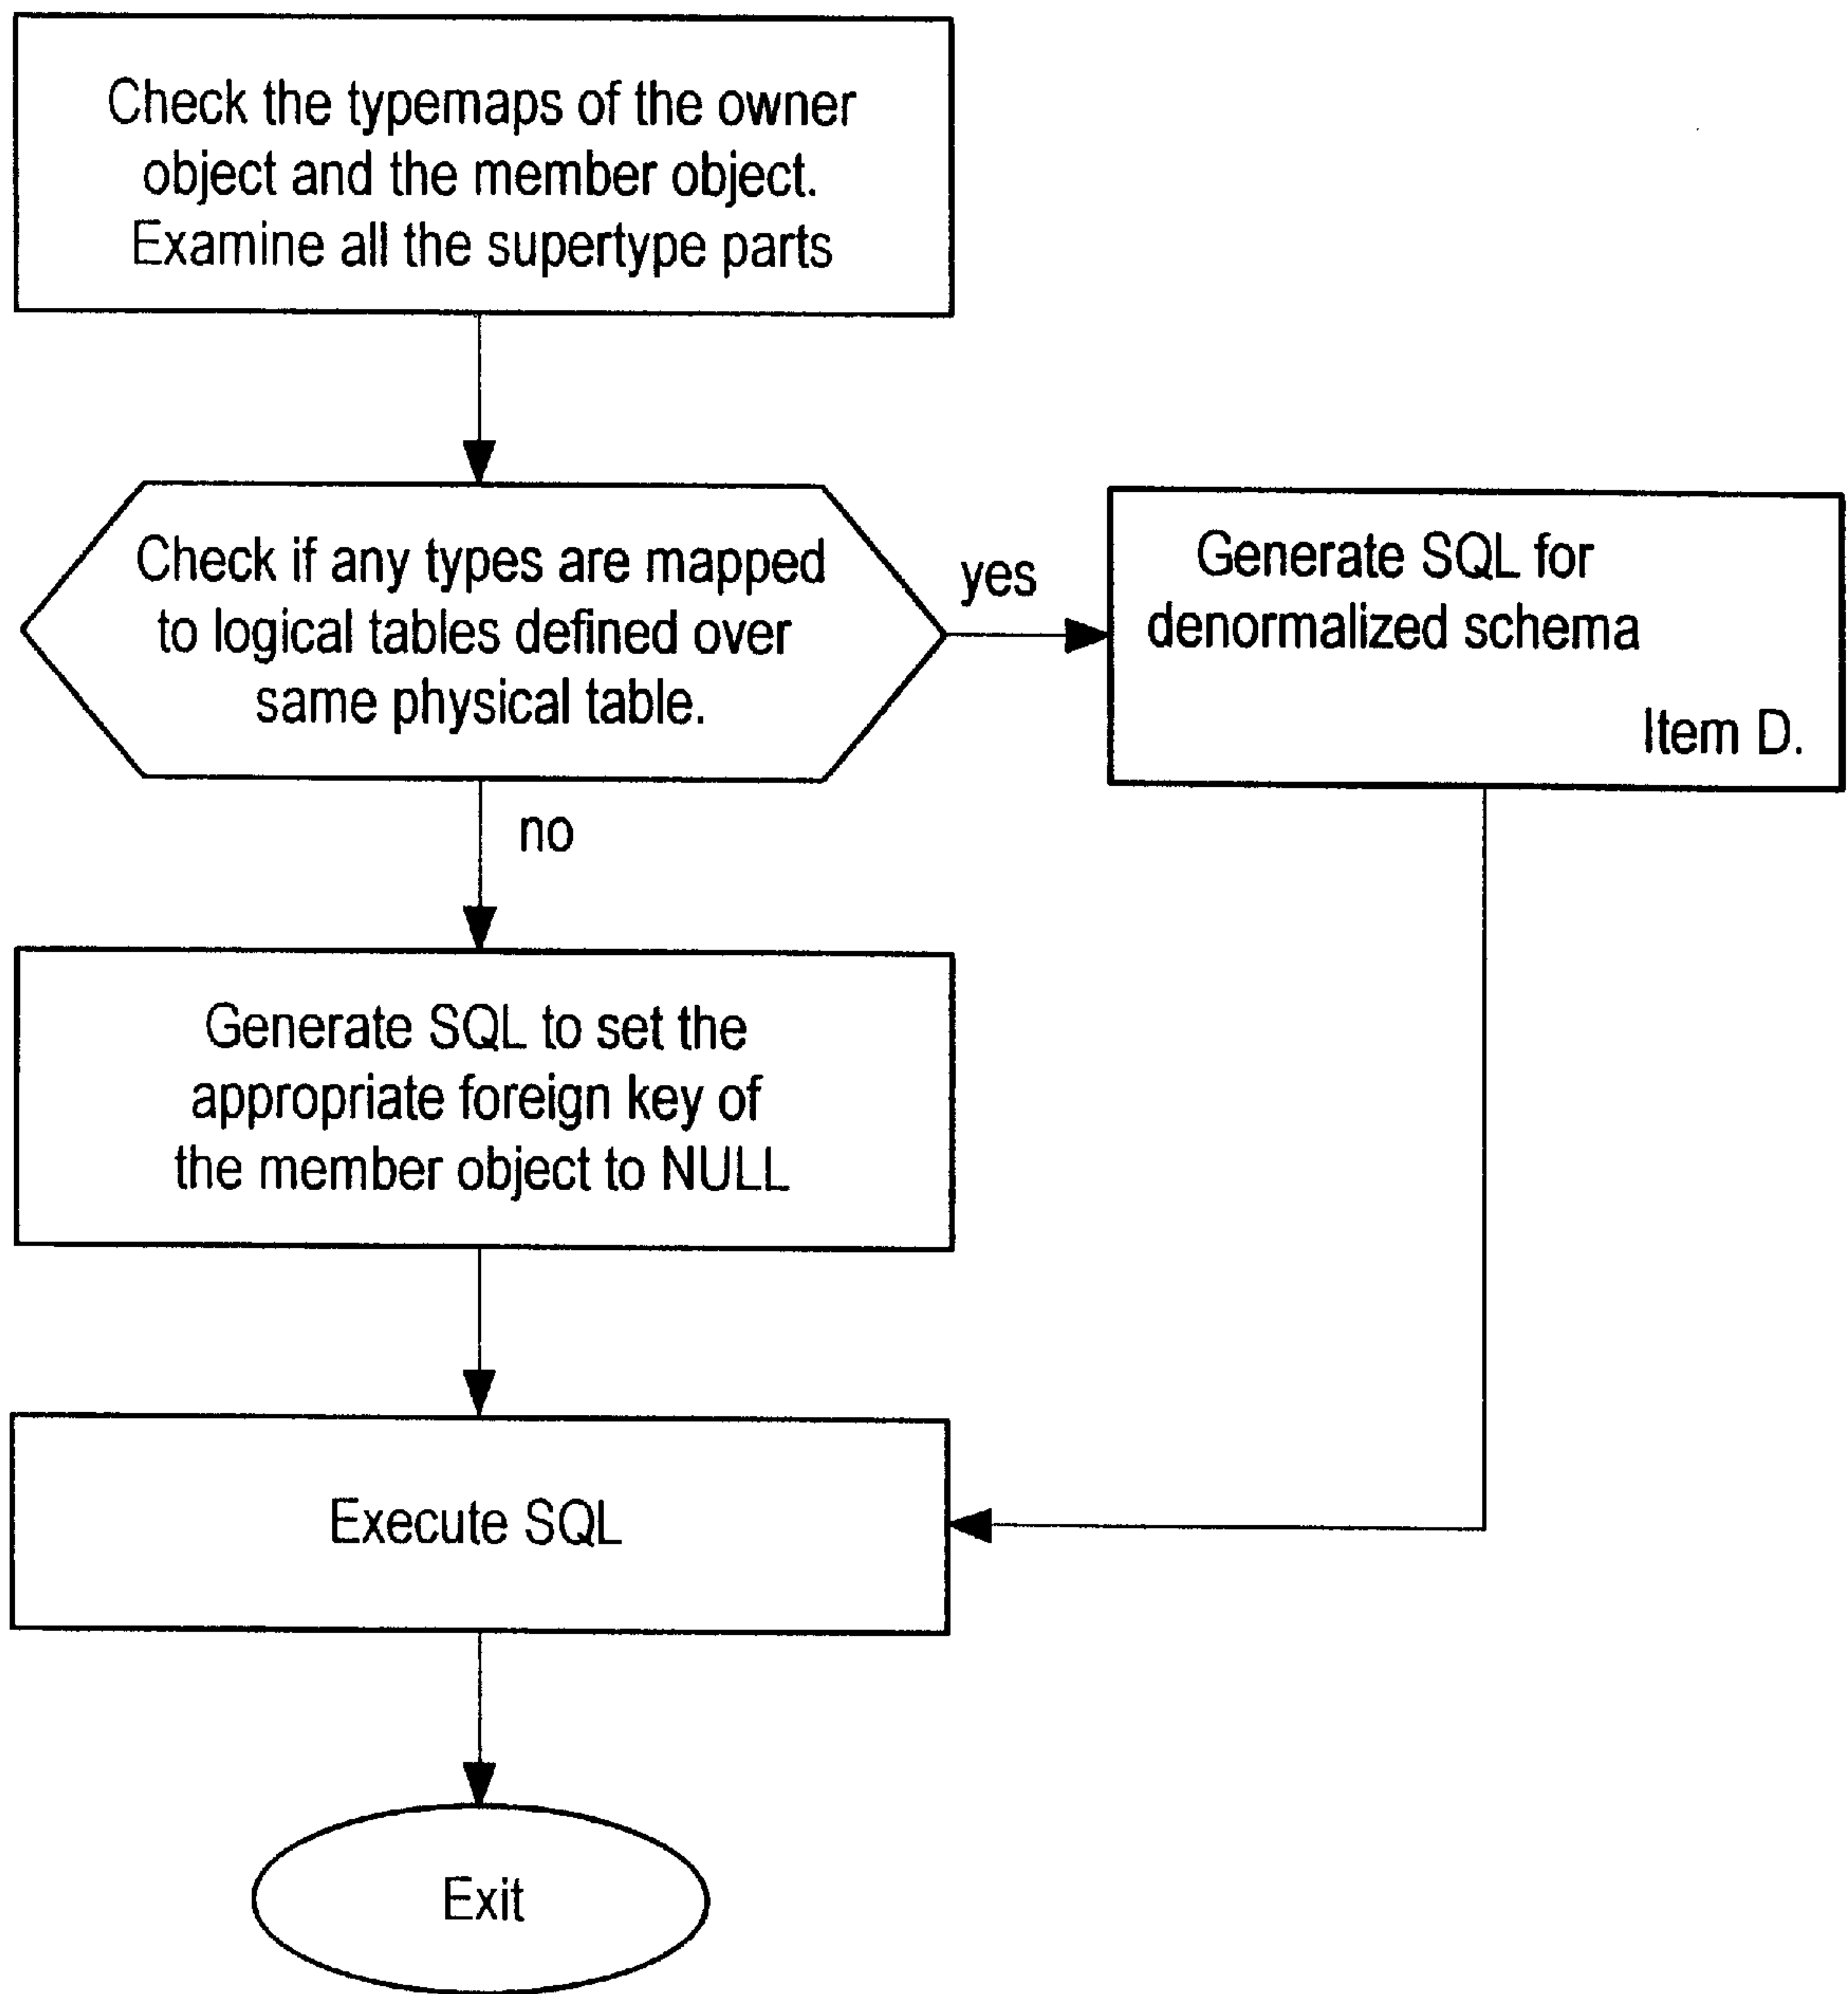 Check the typemaps of the owner
object and the member object.
Examine all the supertype parts
Check if any types are mapped
to logical tables defined over
same physical table.
yes
Generate SQL for
denormalized schema
Item D.
no
Generate SQL to set the
appropriate foreign key of
the member object to NULL
Execute SQL
Exit